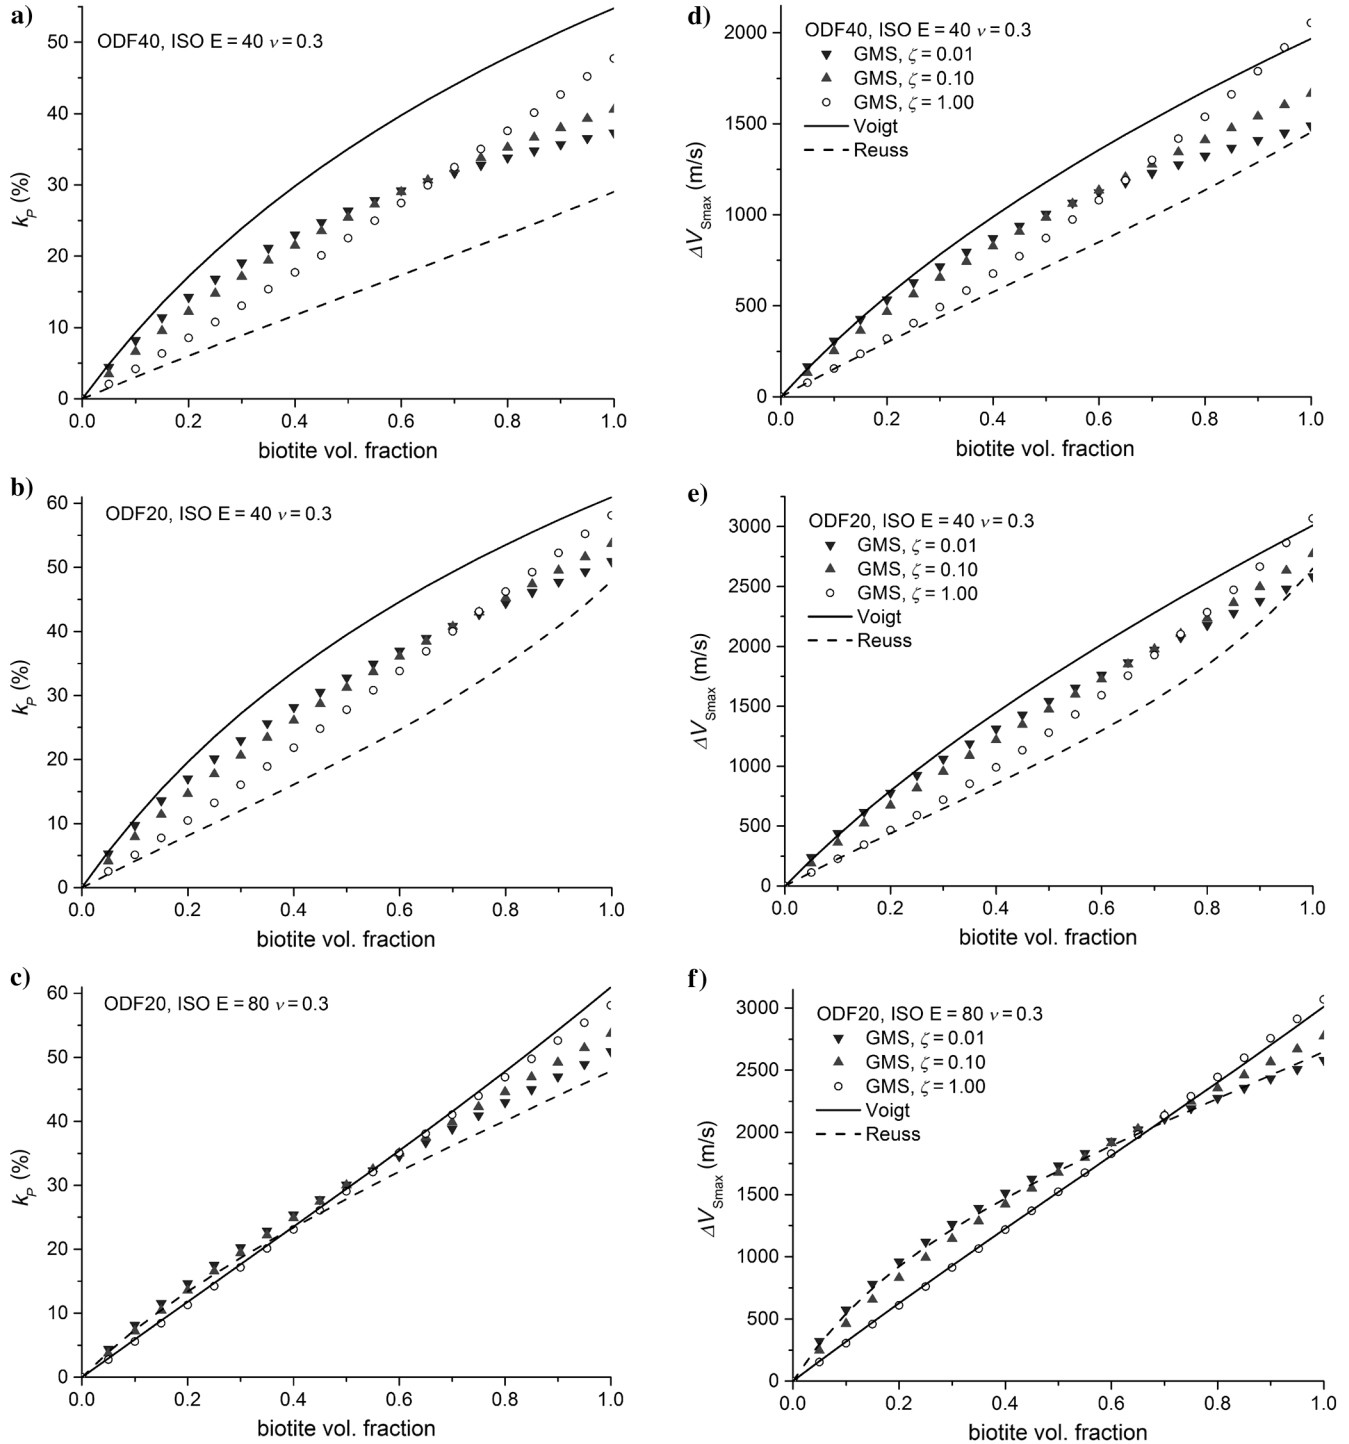 a)
ODF40, ISO E = 40 ν = 0.3
50
40
30
20
10
0
k_P (%)
0.0 0.2 0.4 0.6 0.8 1.0
biotite vol. fraction
d)
ODF40, ISO E = 40 ν = 0.3
GMS, ζ = 0.01
GMS, ζ = 0.10
GMS, ζ = 1.00
Voigt
Reuss
2000
1500
1000
500
0
ΔV_Smax (m/s)
0.0 0.2 0.4 0.6 0.8 1.0
biotite vol. fraction
b)
ODF20, ISO E = 40 ν = 0.3
60
50
40
30
20
10
0
k_P (%)
0.0 0.2 0.4 0.6 0.8 1.0
biotite vol. fraction
e)
ODF20, ISO E = 40 ν = 0.3
GMS, ζ = 0.01
GMS, ζ = 0.10
GMS, ζ = 1.00
Voigt
Reuss
3000
2500
2000
1500
1000
500
0
ΔV_Smax (m/s)
0.0 0.2 0.4 0.6 0.8 1.0
biotite vol. fraction
c)
ODF20, ISO E = 80 ν = 0.3
60
50
40
30
20
10
0
k_P (%)
0.0 0.2 0.4 0.6 0.8 1.0
biotite vol. fraction
f)
ODF20, ISO E = 80 ν = 0.3
GMS, ζ = 0.01
GMS, ζ = 0.10
GMS, ζ = 1.00
Voigt
Reuss
3000
2500
2000
1500
1000
500
0
ΔV_Smax (m/s)
0.0 0.2 0.4 0.6 0.8 1.0
biotite vol. fraction